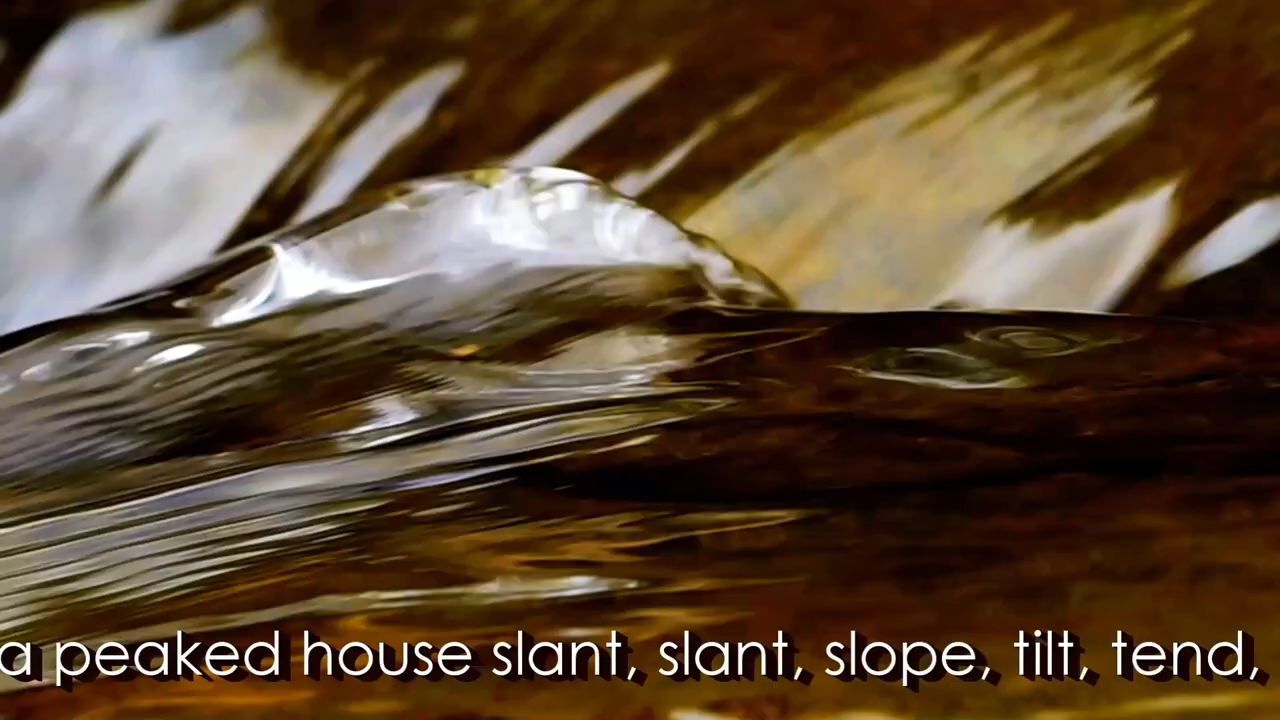 a peaked house slant, slant, slope, tilt, tend,